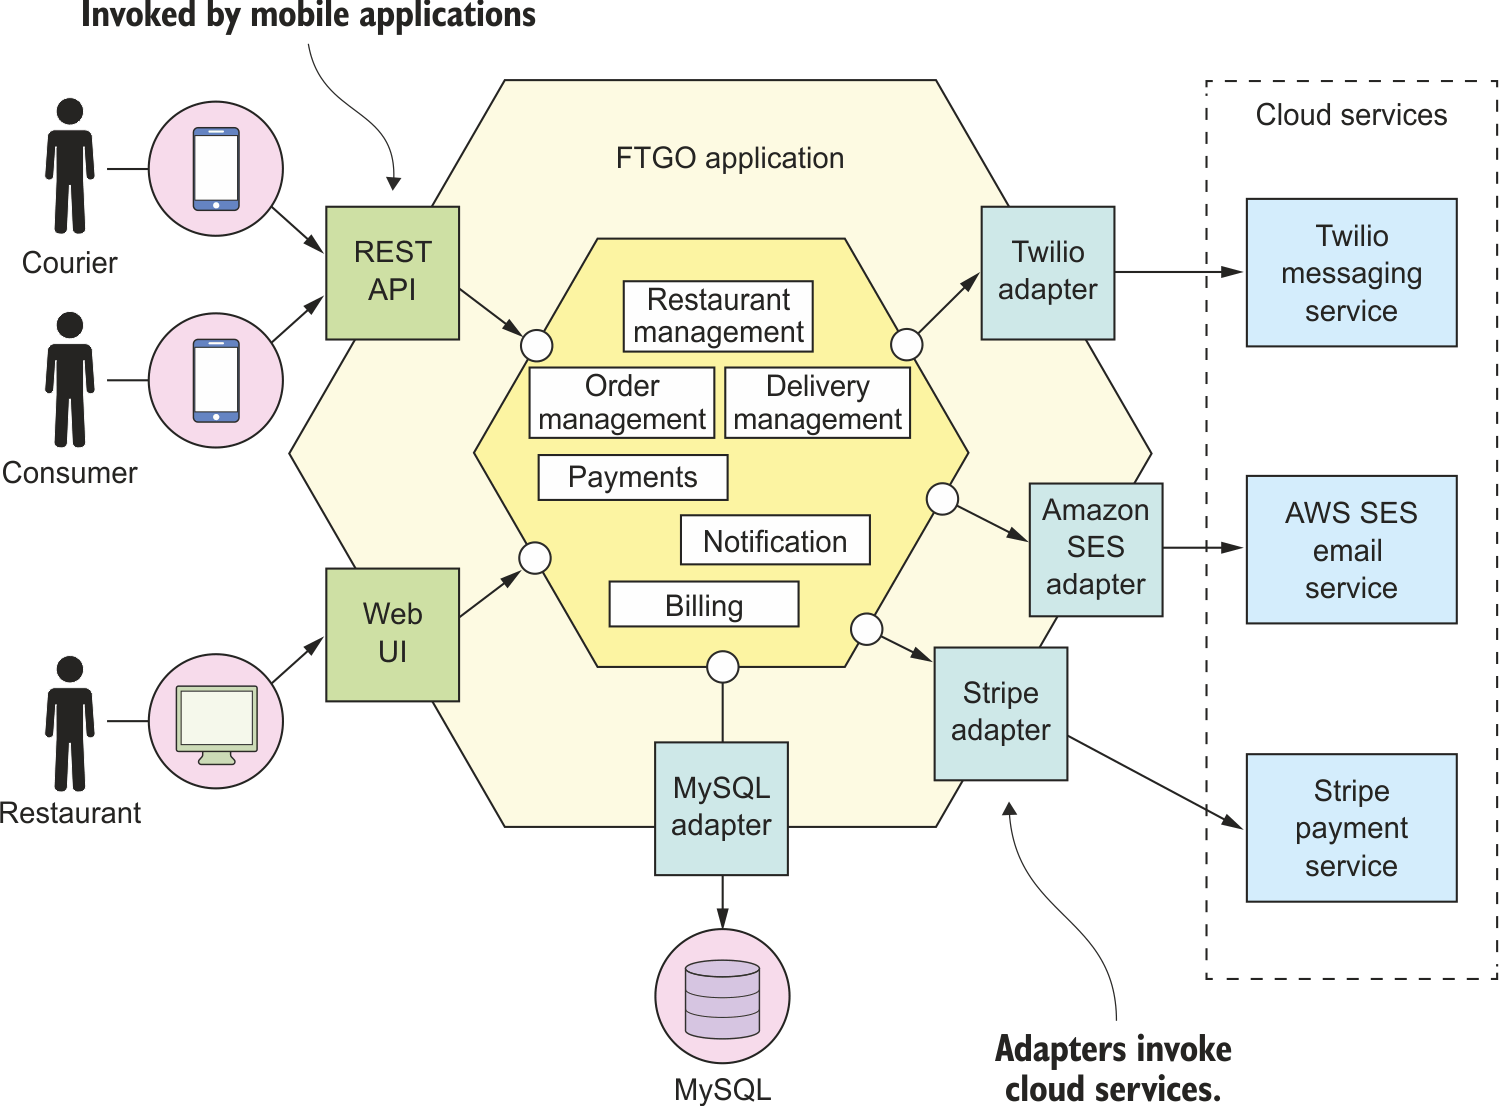 Invoked by mobile applications
Cloud services
FTGO application
Courier
REST
API
Twilio
adapter
Twilio
messaging
service
Restaurant
management
Order
management
Delivery
management
Consumer
Payments
Notification
Billing
Amazon
SES
adapter
AWS SES
email
service
Web
UI
Restaurant
Stripe
adapter
MySQL
adapter
Stripe
payment
service
MySQL
Adapters invoke
cloud services.